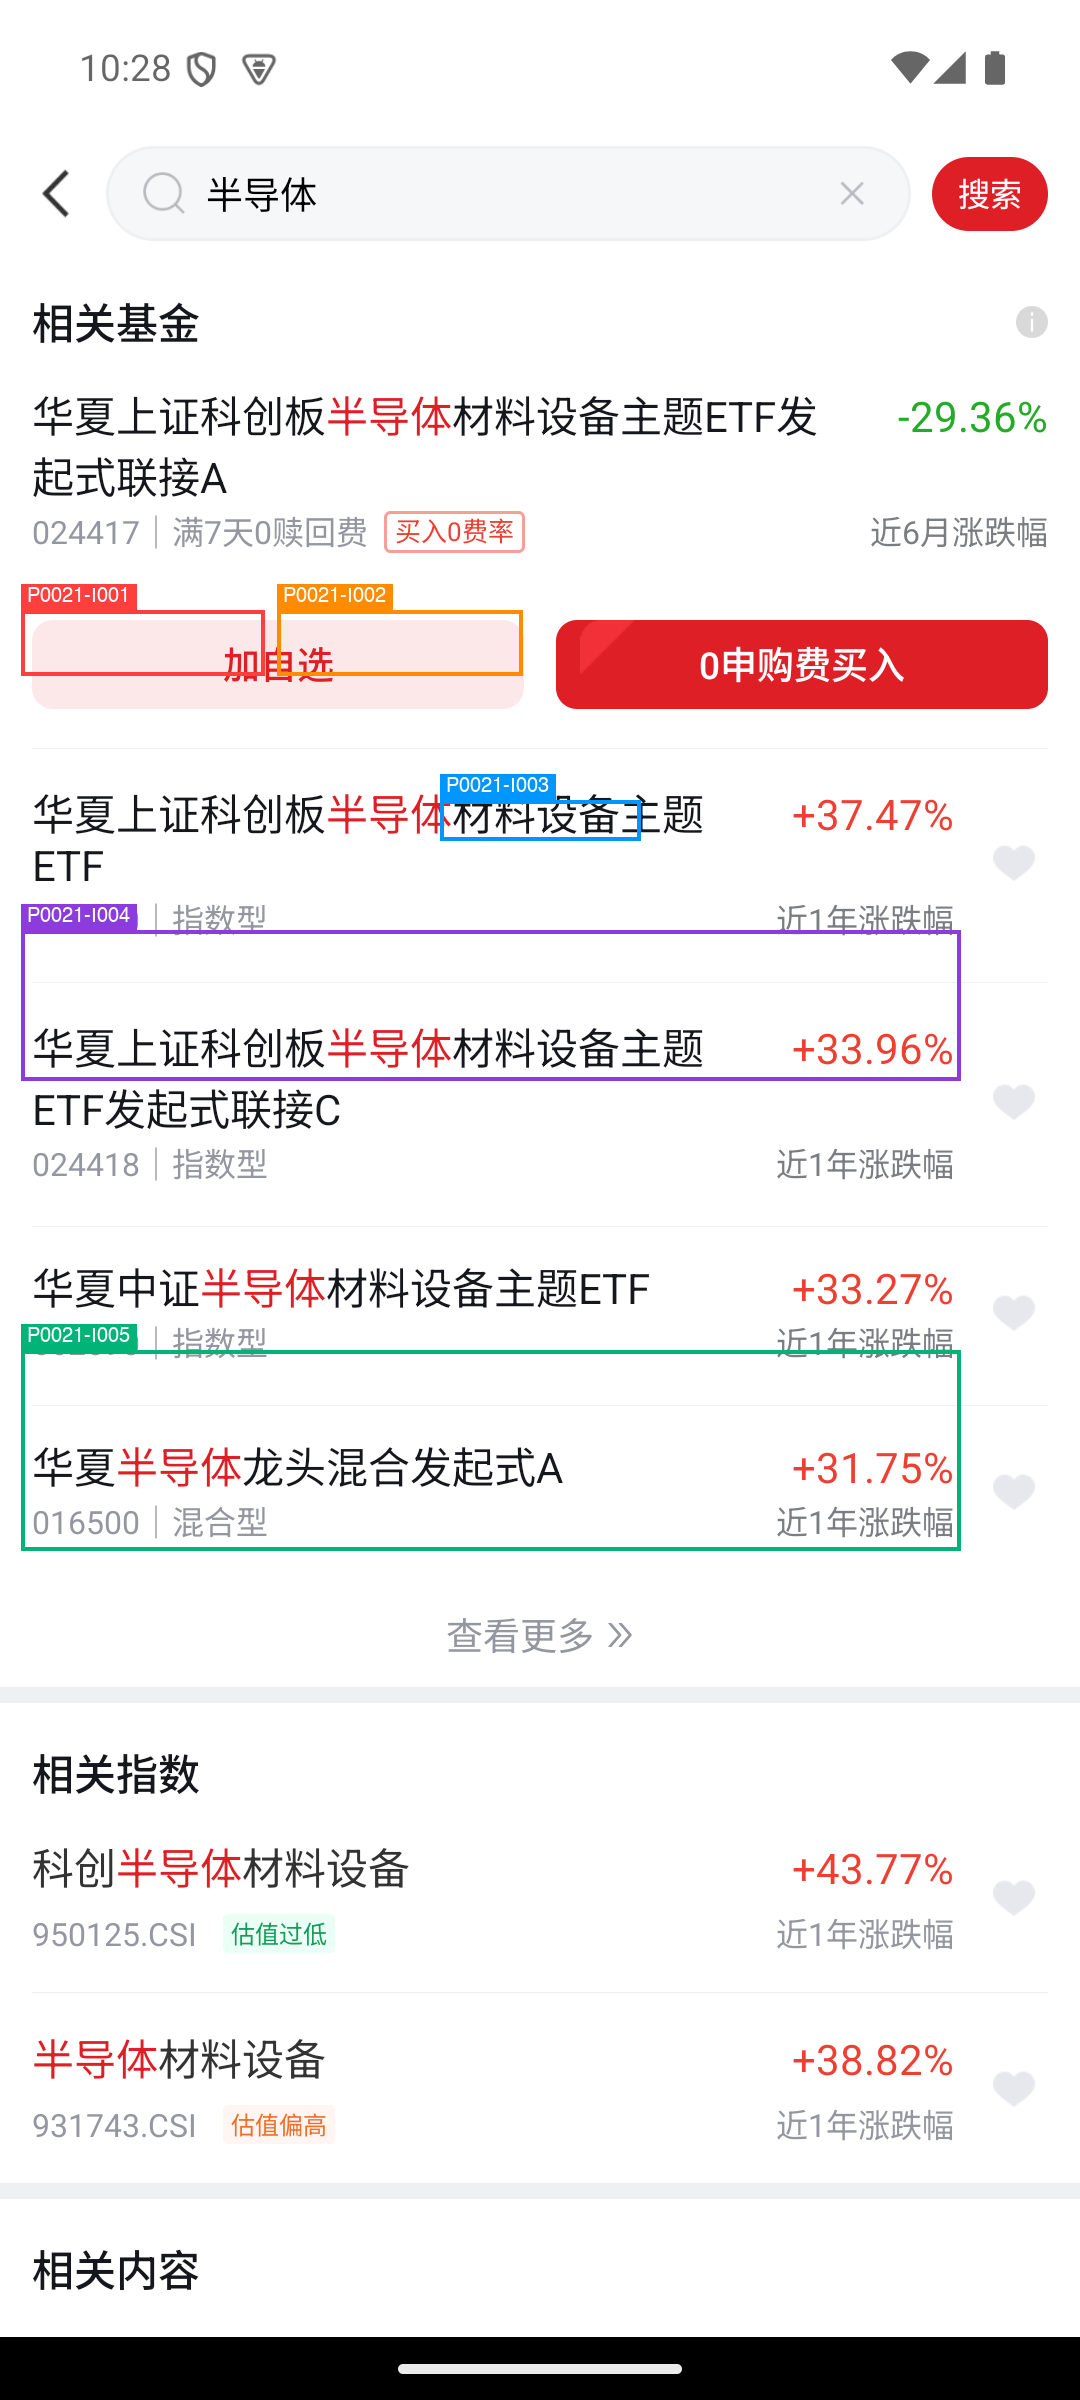 10:28
半导体
搜索
相关基金
华夏上证科创板半导体材料设备主题ETF发
起式联接A
-29.36%
024417 满7天0赎回费 买入0费率
近6月涨跌幅
P0021-I001
P0021-I002
加自选
0申购费买入
P0021-I003
华夏上证科创板半导体材料设备主题
ETF
+37.47%
P0021-I004
指数型
近1年涨跌幅
华夏上证科创板半导体材料设备主题
ETF发起式联接C
+33.96%
024418 指数型
近1年涨跌幅
华夏中证半导体材料设备主题ETF
+33.27%
P0021-I005
指数型
近1年涨跌幅
华夏半导体龙头混合发起式A
+31.75%
016500 混合型
近1年涨跌幅
查看更多
相关指数
科创半导体材料设备
+43.77%
950125.CSI 估值过低
近1年涨跌幅
半导体材料设备
+38.82%
931743.CSI 估值偏高
近1年涨跌幅
相关内容